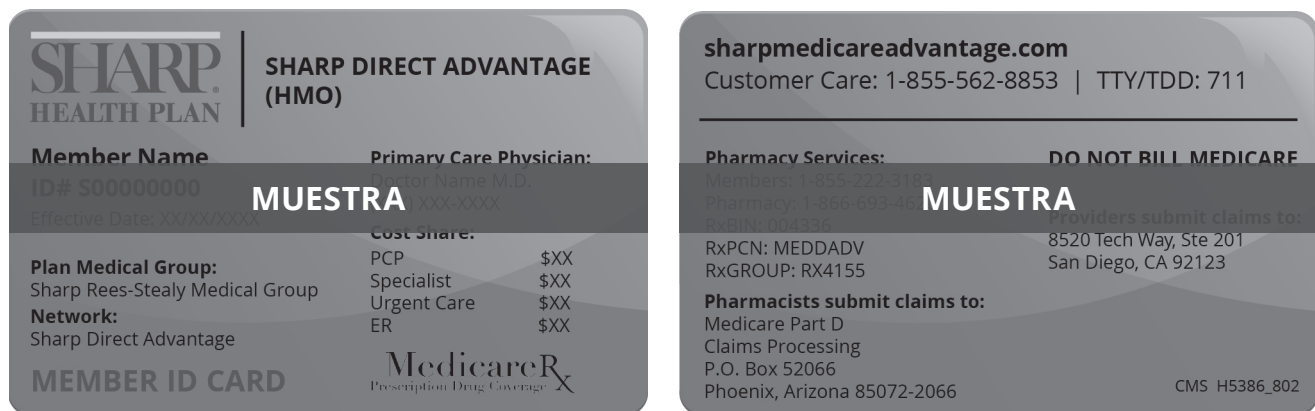 SHARP
HEALTH PLAN
SHARP DIRECT ADVANTAGE
(HMO)
Member Name
ID# S00000000
Effective Date: XX/XX/XXXX
Plan Medical Group:
Sharp Rees-Stealy Medical Group
Network:
Sharp Direct Advantage
MEMBER ID CARD
Primary Care Physician:
Doctor Name M.D.
XXX-XXXX
Cost Share:
PCP $XX
Specialist $XX
Urgent Care $XX
ER $XX
MedicareRx
Prescription Drug Coverage
MUESTRA
sharpmedicareadvantage.com
Customer Care: 1-855-562-8853 | TTY/TDD: 711
Pharmacy Services:
Members: 1-855-222-3183
Pharmacy:
RxBIN: 004336
RxPCN: MEDDADV
RxGROUP: RX4155
Pharmacists submit claims to:
Medicare Part D
Claims Processing
P.O. Box 52066
Phoenix, Arizona 85072-2066
DO NOT BILL MEDICARE
Providers submit claims to:
8520 Tech Way, Ste 201
San Diego, CA 92123
CMS H5386_802
MUESTRA